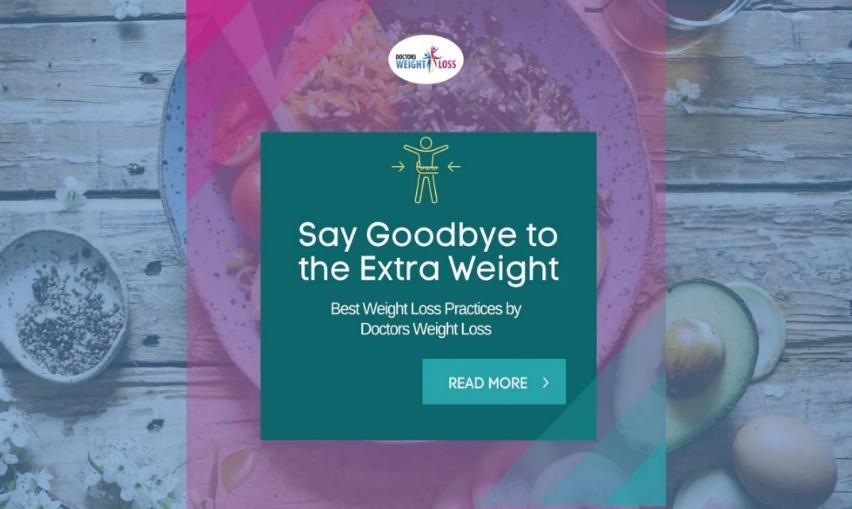 DOCTORS
WEIGHT LOSS
Say Goodbye to
the Extra Weight
Best Weight Loss Practices by
Doctors Weight Loss
READ MORE >